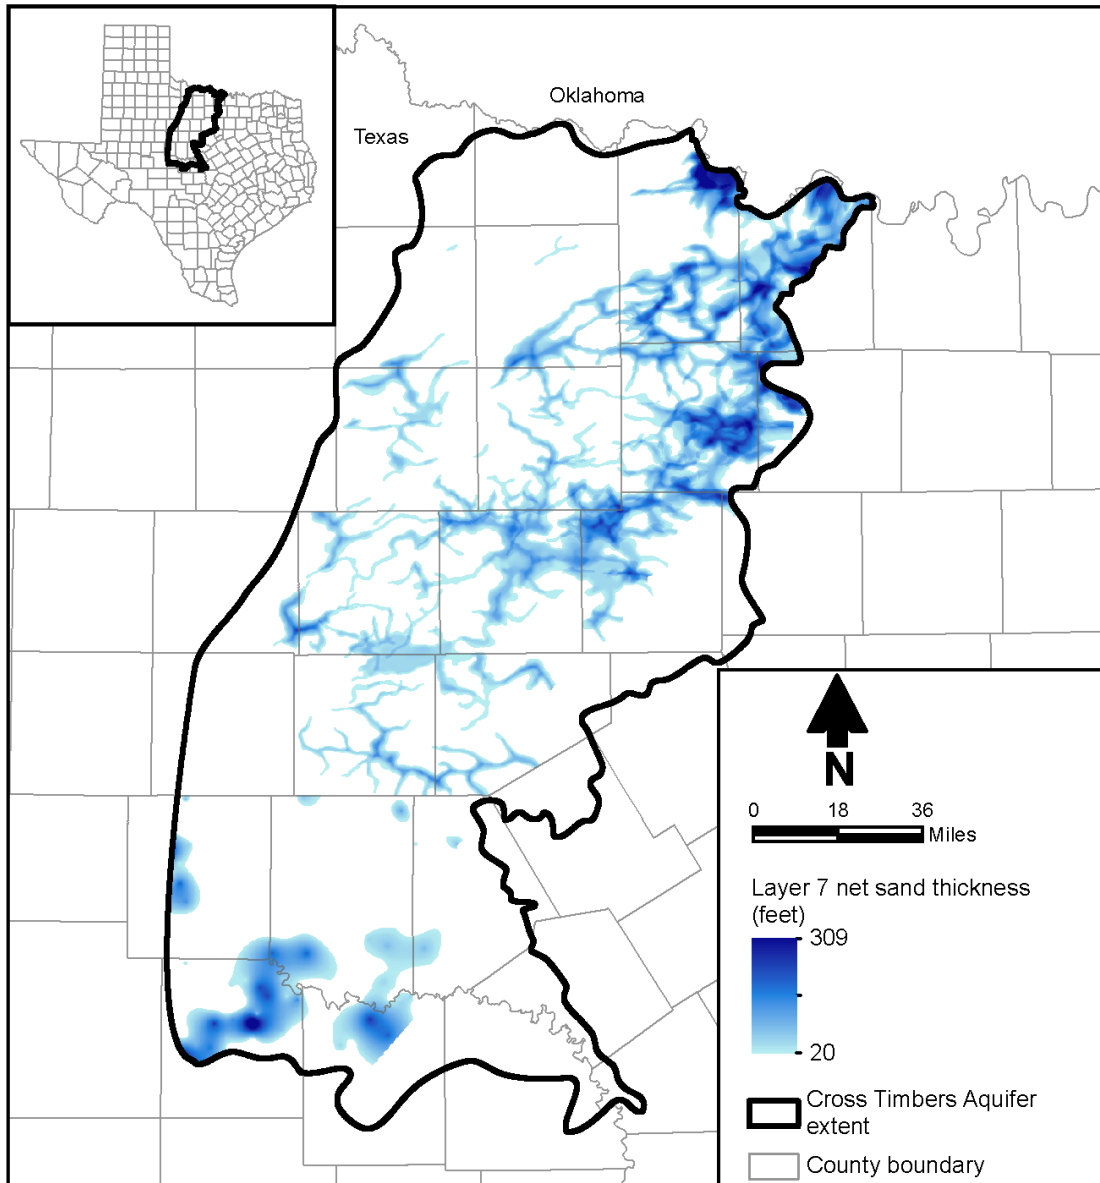 Oklahoma
Texas
N
0 18 36
Miles
Layer 7 net sand thickness
(feet)
309
20
Cross Timbers Aquifer
extent
County boundary